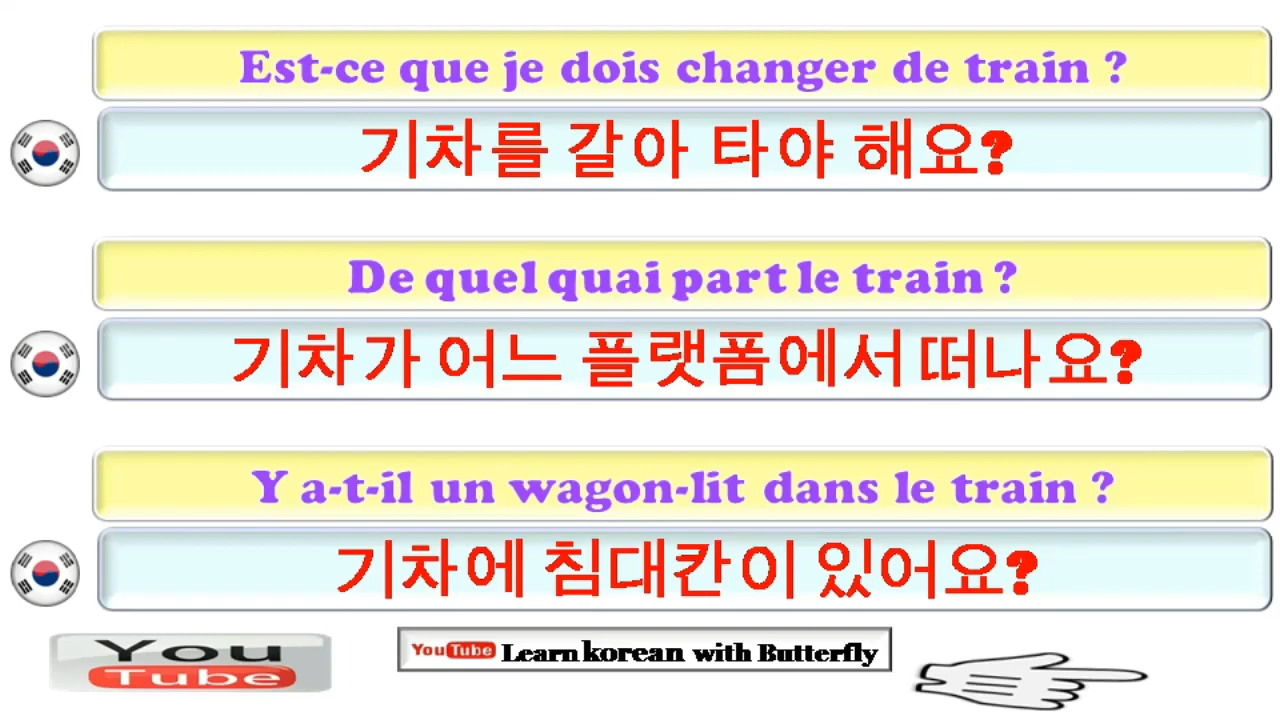 Est-ce que je dois changer de train ?
기차를 갈아 타야 해요?
De quel quai part le train ?
기차가 어느 플랫폼에서 떠나요?
Y a-t-il un wagon-lit dans le train ?
기차에 침대칸이 있어요?
You
Tube
YouTube Learn korean with Butterfly